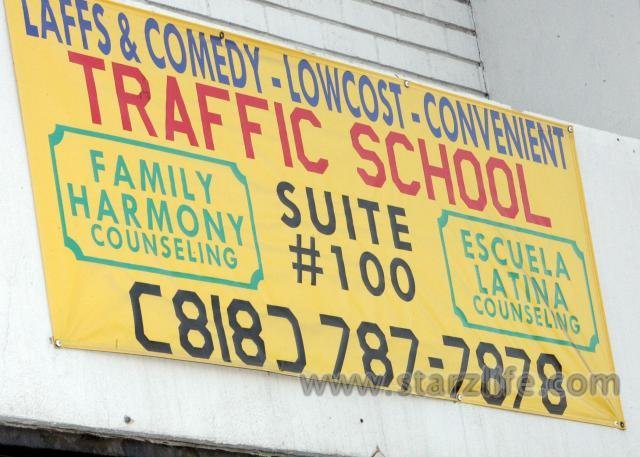 LAFFS & COMEDY - LOWCOST - CONVENIENT
TRAFFIC SCHOOL
FAMILY
HARMONY
COUNSELING
SUITE
#100
ESCUELA
LATINA
COUNSELING
(818) 787-7878
www.starzlife.com